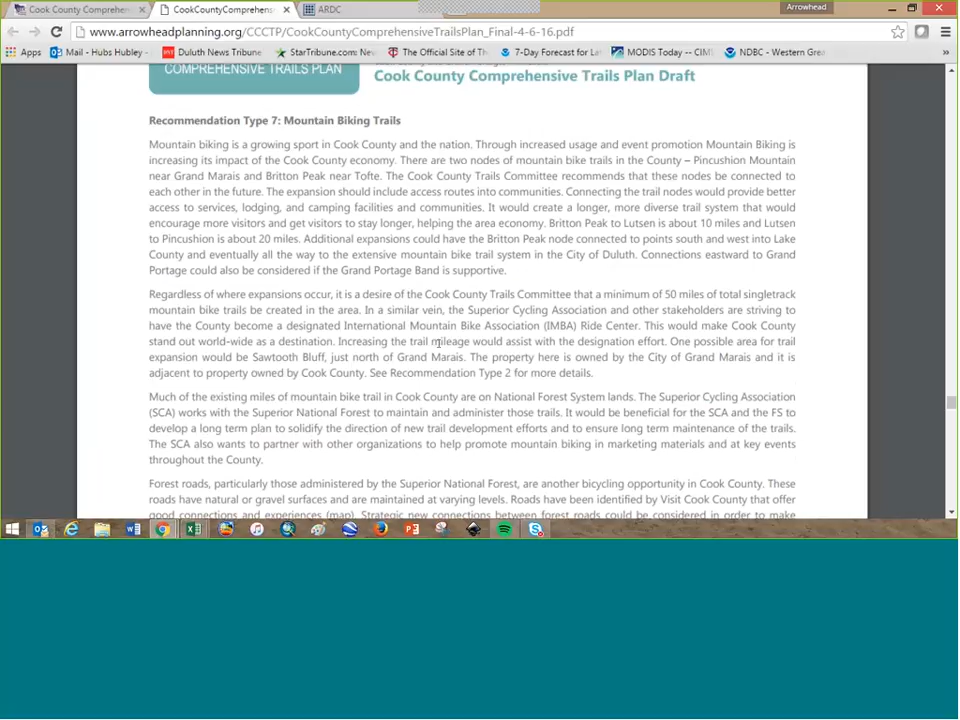 Cook County Comprehen
CookCountyComprehens
ARDC
Arrowhead
www.arrowheadplanning.org/CCCTP/CookCountyComprehensiveTrailsPlan_Final-4-6-16.pdf
Apps
Mail - Hubs Hubley -
Duluth News Tribune
StarTribune.com: New
The Official Site of Th
7-Day Forecast for Lat
MODIS Today -- CIMS
NDBC - Western Grea
COMPREHENSIVE TRAILS PLAN
Cook County Comprehensive Trails Plan Draft
Recommendation Type 7: Mountain Biking Trails
Mountain biking is a growing sport in Cook County and the nation. Through increased usage and event promotion Mountain Biking is
increasing its impact of the Cook County economy. There are two nodes of mountain bike trails in the County – Pincushion Mountain
near Grand Marais and Britton Peak near Tofte. The Cook County Trails Committee recommends that these nodes be connected to
each other in the future. The expansion should include access routes into communities. Connecting the trail nodes would provide better
access to services, lodging, and camping facilities and communities. It would create a longer, more diverse trail system that would
encourage more visitors and get visitors to stay longer, helping the area economy. Britton Peak to Lutsen is about 10 miles and Lutsen
to Pincushion is about 20 miles. Additional expansions could have the Britton Peak node connected to points south and west into Lake
County and eventually all the way to the extensive mountain bike trail system in the City of Duluth. Connections eastward to Grand
Portage could also be considered if the Grand Portage Band is supportive.
Regardless of where expansions occur, it is a desire of the Cook County Trails Committee that a minimum of 50 miles of total singletrack
mountain bike trails be created in the area. In a similar vein, the Superior Cycling Association and other stakeholders are striving to
have the County become a designated International Mountain Bike Association (IMBA) Ride Center. This would make Cook County
stand out world-wide as a destination. Increasing the trail mileage would assist with the designation effort. One possible area for trail
expansion would be Sawtooth Bluff, just north of Grand Marais. The property here is owned by the City of Grand Marais and it is
adjacent to property owned by Cook County. See Recommendation Type 2 for more details.
Much of the existing miles of mountain bike trail in Cook County are on National Forest System lands. The Superior Cycling Association
(SCA) works with the Superior National Forest to maintain and administer those trails. It would be beneficial for the SCA and the FS to
develop a long term plan to solidify the direction of new trail development efforts and to ensure long term maintenance of the trails.
The SCA also wants to partner with other organizations to help promote mountain biking in marketing materials and at key events
throughout the County.
Forest roads, particularly those administered by the Superior National Forest, are another bicycling opportunity in Cook County. These
roads have natural or gravel surfaces and are maintained at varying levels. Roads have been identified by Visit Cook County that offer
good connections and experiences (map). Strategic new connections between forest roads could be considered in order to make